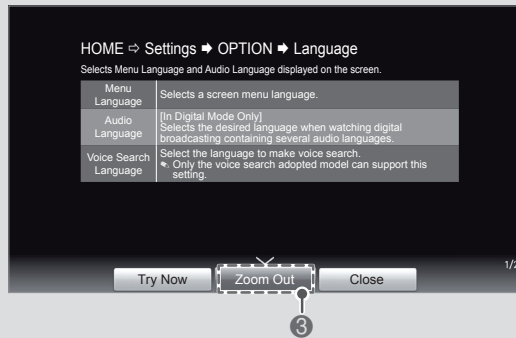 HOME ⇨ Settings ➡ OPTION ➡ Language
Selects Menu Language and Audio Language displayed on the screen.
Menu
Language
Selects a screen menu language.
Audio
Language
[In Digital Mode Only]
Selects the desired language when watching digital
broadcasting containing several audio languages.
Voice Search
Language
Select the language to make voice search.
Only the voice search adopted model can support this
setting.
1/2
Try Now
Zoom Out
Close
3